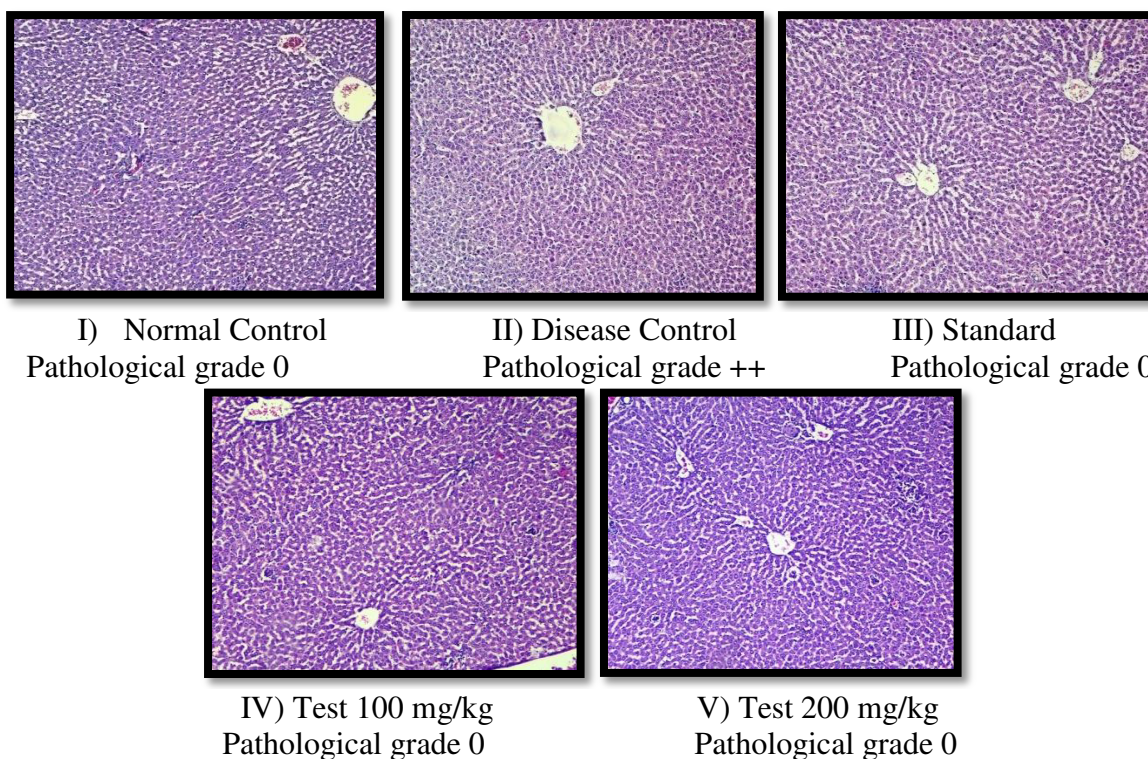 I) Normal Control
Pathological grade 0
II) Disease Control
Pathological grade ++
III) Standard
Pathological grade 0
IV) Test 100 mg/kg
Pathological grade 0
V) Test 200 mg/kg
Pathological grade 0